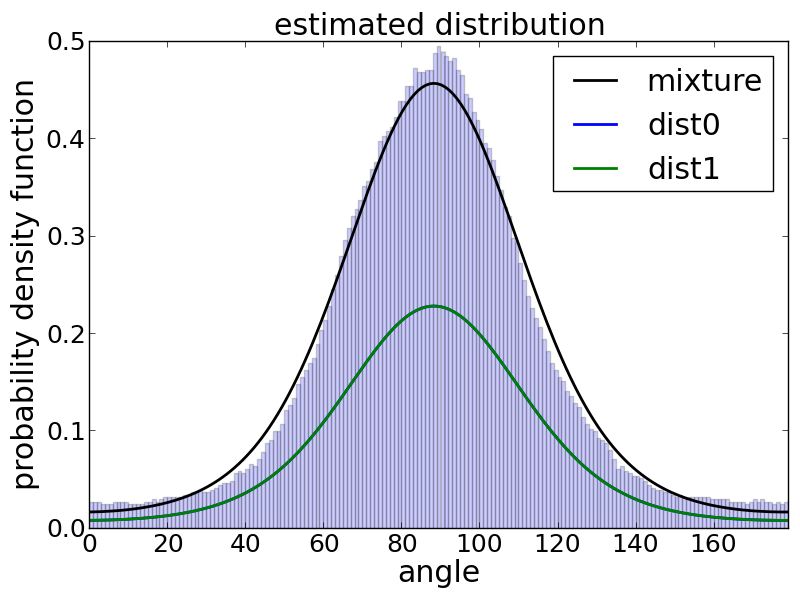 estimated distribution
probability density function
0.5
0.4
0.3
0.2
0.1
0.0
mixture
dist0
dist1
0 20 40 60 80 100 120 140 160
angle